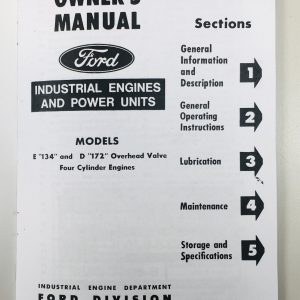 OWNER'S
MANUAL
Ford
INDUSTRIAL ENGINES
AND POWER UNITS
MODELS
E "134" and D "172" Overhead Valve
Four Cylinder Engines
INDUSTRIAL ENGINE DEPARTMENT
FORD DIVISION
Sections
General
Information
and
Description
1
General
Operating
Instructions
2
Lubrication
3
Maintenance
4
Storage and
Specifications
5